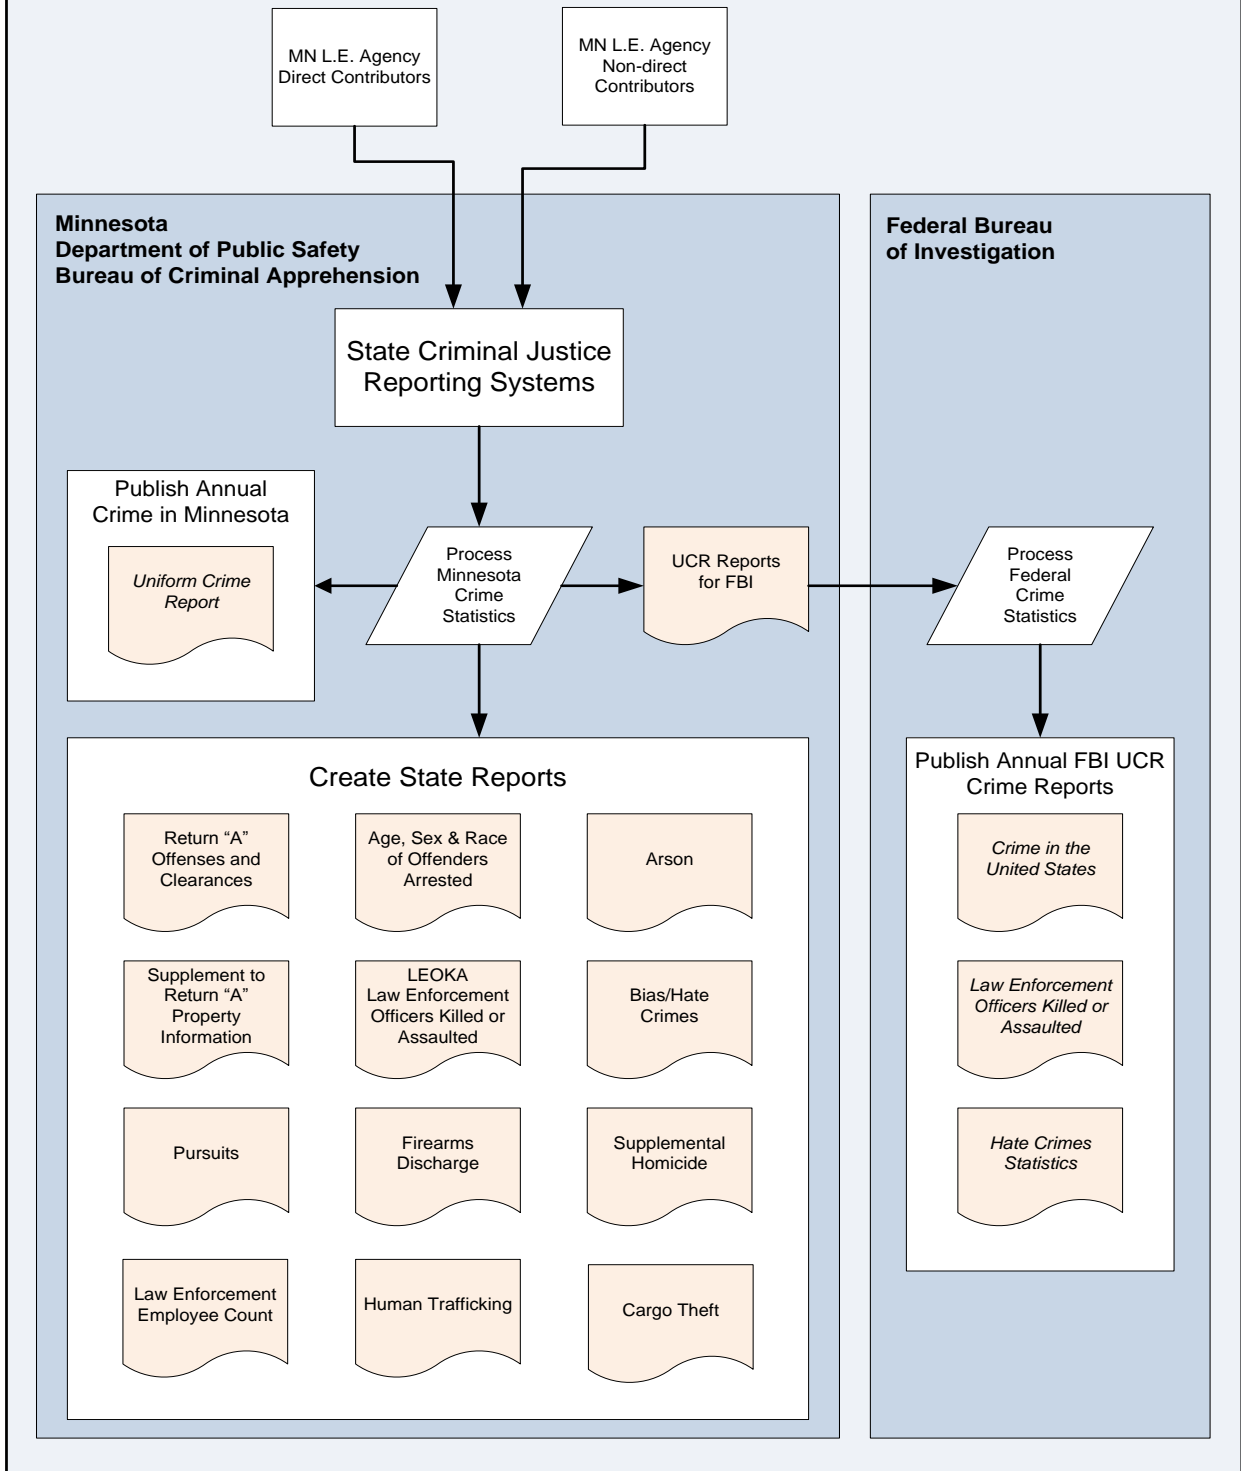 MN L.E. Agency
Direct Contributors
MN L.E. Agency
Non-direct
Contributors
Minnesota
Department of Public Safety
Bureau of Criminal Apprehension
Federal Bureau
of Investigation
State Criminal Justice
Reporting Systems
Publish Annual
Crime in Minnesota
Uniform Crime
Report
Process
Minnesota
Crime
Statistics
UCR Reports
for FBI
Process
Federal
Crime
Statistics
Create State Reports
Return “A”
Offenses and
Clearances
Age, Sex & Race
of Offenders
Arrested
Arson
Supplement to
Return “A”
Property
Information
LEOKA
Law Enforcement
Officers Killed or
Assaulted
Bias/Hate
Crimes
Pursuits
Firearms
Discharge
Supplemental
Homicide
Law Enforcement
Employee Count
Human Trafficking
Cargo Theft
Publish Annual FBI UCR
Crime Reports
Crime in the
United States
Law Enforcement
Officers Killed or
Assaulted
Hate Crimes
Statistics